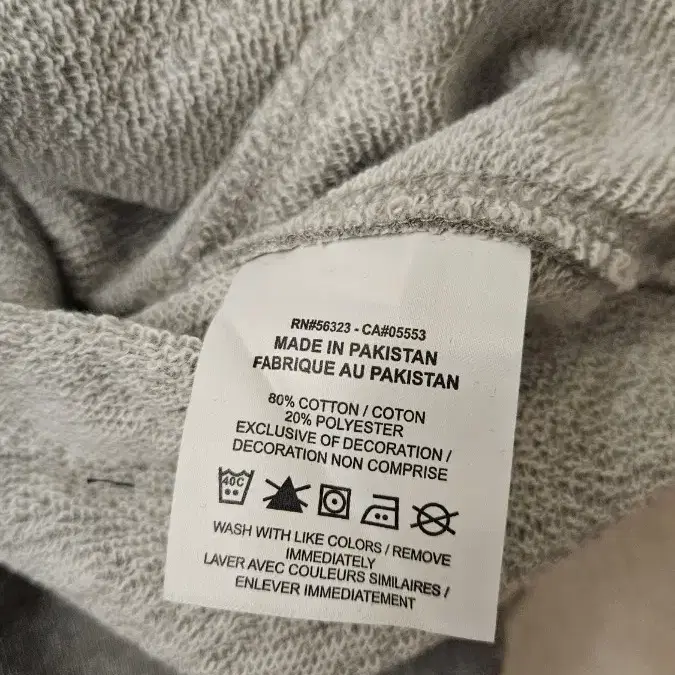 RN#56323 - CA#05553
MADE IN PAKISTAN
FABRIQUE AU PAKISTAN
80% COTTON / COTON
20% POLYESTER
EXCLUSIVE OF DECORATION /
DECORATION NON COMPRISE
40C
WASH WITH LIKE COLORS / REMOVE
IMMEDIATELY
LAVER AVEC COULEURS SIMILAIRES /
ENLEVER IMMEDIATEMENT